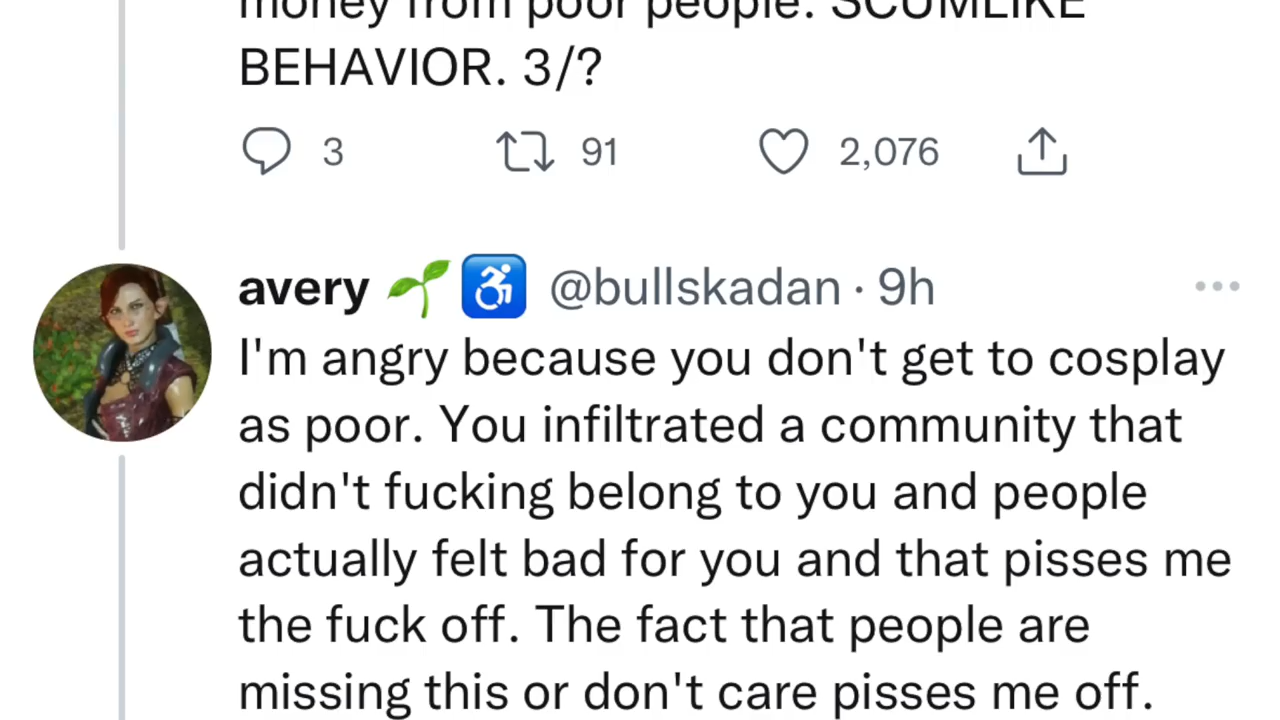 money from poor people. SCUMLIKE
BEHAVIOR. 3/?
3 91 2,076
avery 🌱♿ @bullskadan · 9h
I'm angry because you don't get to cosplay
as poor. You infiltrated a community that
didn't fucking belong to you and people
actually felt bad for you and that pisses me
the fuck off. The fact that people are
missing this or don't care pisses me off.